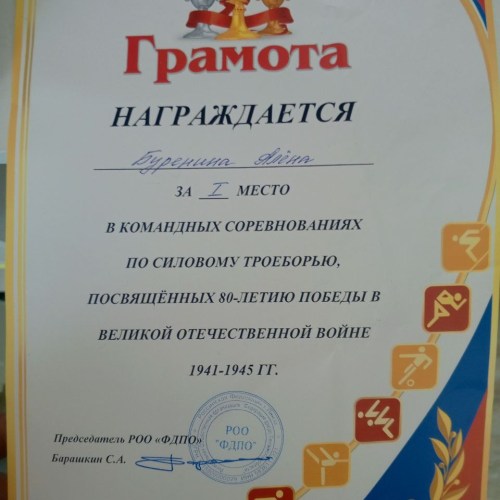 Грамота
НАГРАЖДАЕТСЯ
Буренина Алёна
ЗА I МЕСТО
В КОМАНДНЫХ СОРЕВНОВАНИЯХ
ПО СИЛОВОМУ ТРОЕБОРЬЮ,
ПОСВЯЩЁННЫХ 80-ЛЕТИЮ ПОБЕДЫ В
ВЕЛИКОЙ ОТЕЧЕСТВЕННОЙ ВОЙНЕ
1941-1945 ГГ.
Председатель РОО «ФДПО»
Барашкин С.А.
РОО
"ФДПО"